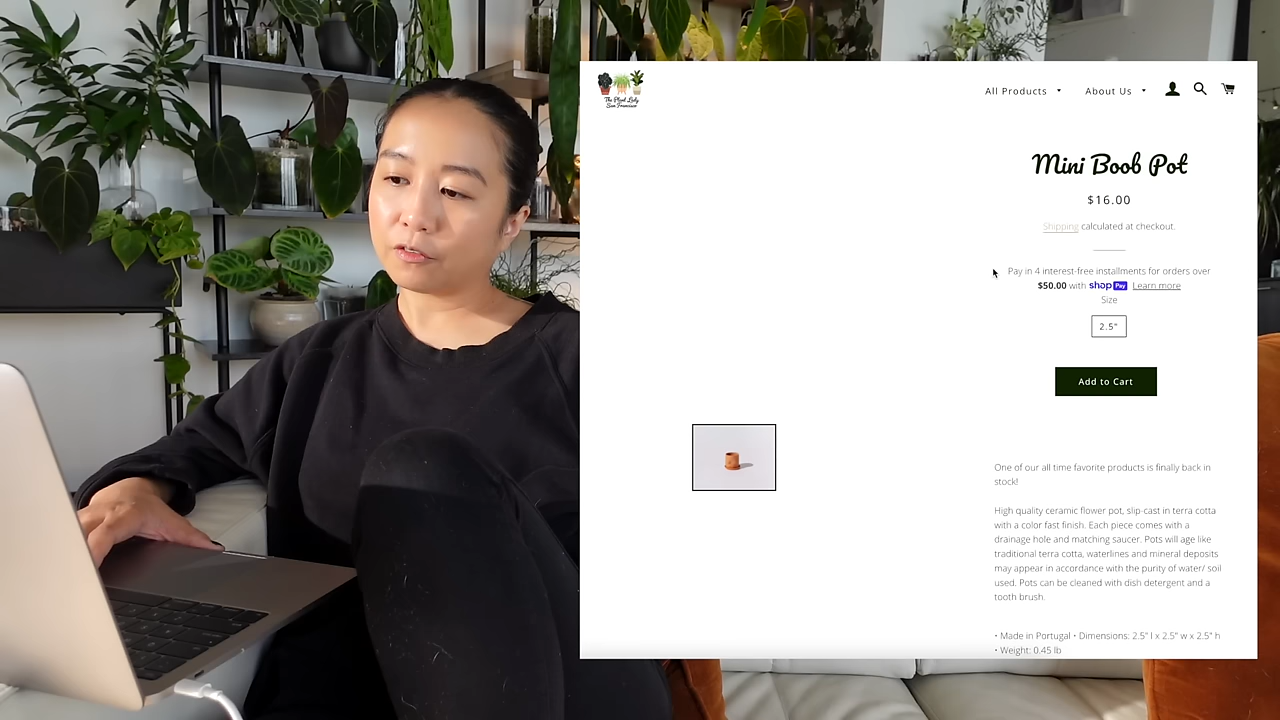 The Plant Lady
San Francisco
All Products
About Us
Mini Boob Pot
$16.00
Shipping calculated at checkout.
Pay in 4 interest-free installments for orders over
$50.00 with shop Pay Learn more
Size
2.5"
Add to Cart
One of our all time favorite products is finally back in
stock!
High quality ceramic flower pot, slip-cast in terra cotta
with a color fast finish. Each piece comes with a
drainage hole and matching saucer. Pots will age like
traditional terra cotta, waterlines and mineral deposits
may appear in accordance with the purity of water/ soil
used. Pots can be cleaned with dish detergent and a
tooth brush.
• Made in Portugal • Dimensions: 2.5" l x 2.5" w x 2.5" h
• Weight: 0.45 lb